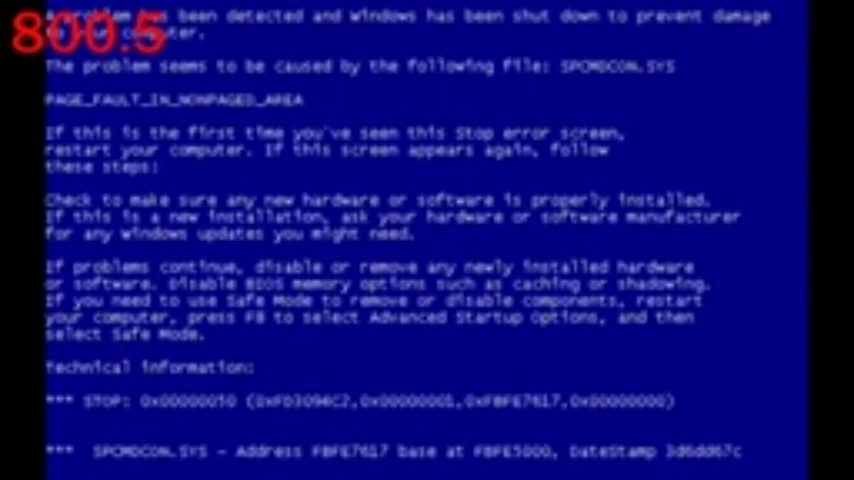 800.5
A problem has been detected and Windows has been shut down to prevent damage
to your computer.
The problem seems to be caused by the following file: SPCMDCON.SYS
PAGE_FAULT_IN_NONPAGED_AREA
If this is the first time you've seen this Stop error screen,
restart your computer. If this screen appears again, follow
these steps:
Check to make sure any new hardware or software is properly installed.
If this is a new installation, ask your hardware or software manufacturer
for any Windows updates you might need.
If problems continue, disable or remove any newly installed hardware
or software. Disable BIOS memory options such as caching or shadowing.
If you need to use Safe Mode to remove or disable components, restart
your computer, press F8 to select Advanced Startup Options, and then
select Safe Mode.
Technical information:
*** STOP: 0x00000050 (0xFD3094C2,0x00000001,0xFBFE7617,0x00000000)
*** SPCMDCON.SYS - Address FBFE7617 base at FBFE5000, DateStamp 3d6dd67c